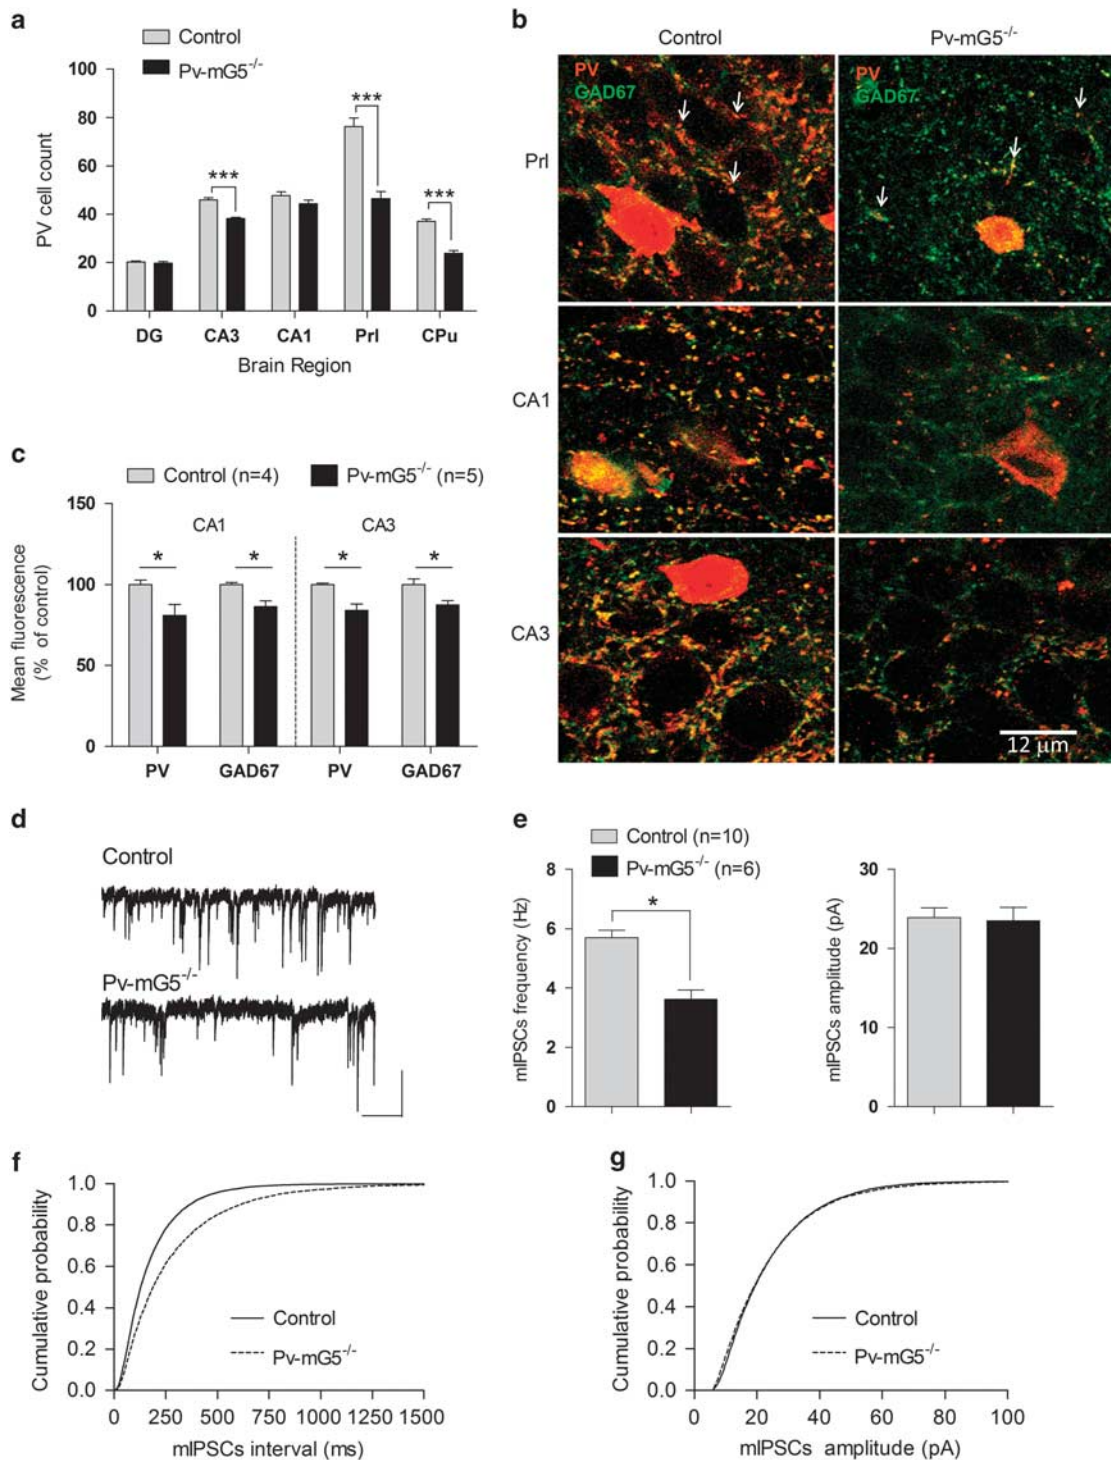 a
Control
Pv-mG5-/-
PV cell count
100
80
60
40
20
0
***
***
***
DG CA3 CA1 Prl CPu
Brain Region
b
Control Pv-mG5-/-
PV
GAD67
PV
GAD67
Prl
CA1
CA3
12 µm
c
Control (n=4) Pv-mG5-/- (n=5)
Mean fluorescence
(% of control)
150
100
50
0
CA1 CA3
* * * *
PV GAD67 PV GAD67
d
Control
Pv-mG5-/-
e
Control (n=10)
Pv-mG5-/- (n=6)
mIPSCs frequency (Hz)
8
6
4
2
0
*
mIPSCs amplitude (pA)
30
20
10
0
f
Cumulative probability
1.0
0.8
0.6
0.4
0.2
0.0
Control
Pv-mG5-/-
0 250 500 750 1000 1250 1500
mIPSCs interval (ms)
g
Cumulative probability
1.0
0.8
0.6
0.4
0.2
0.0
Control
Pv-mG5-/-
0 20 40 60 80 100
mIPSCs amplitude (pA)